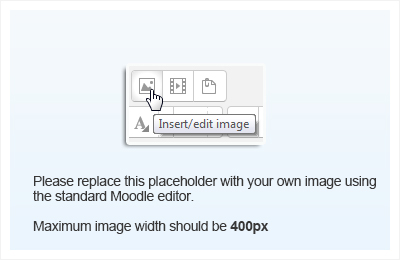 A
Insert/edit image
Please replace this placeholder with your own image using
the standard Moodle editor.
Maximum image width should be 400px